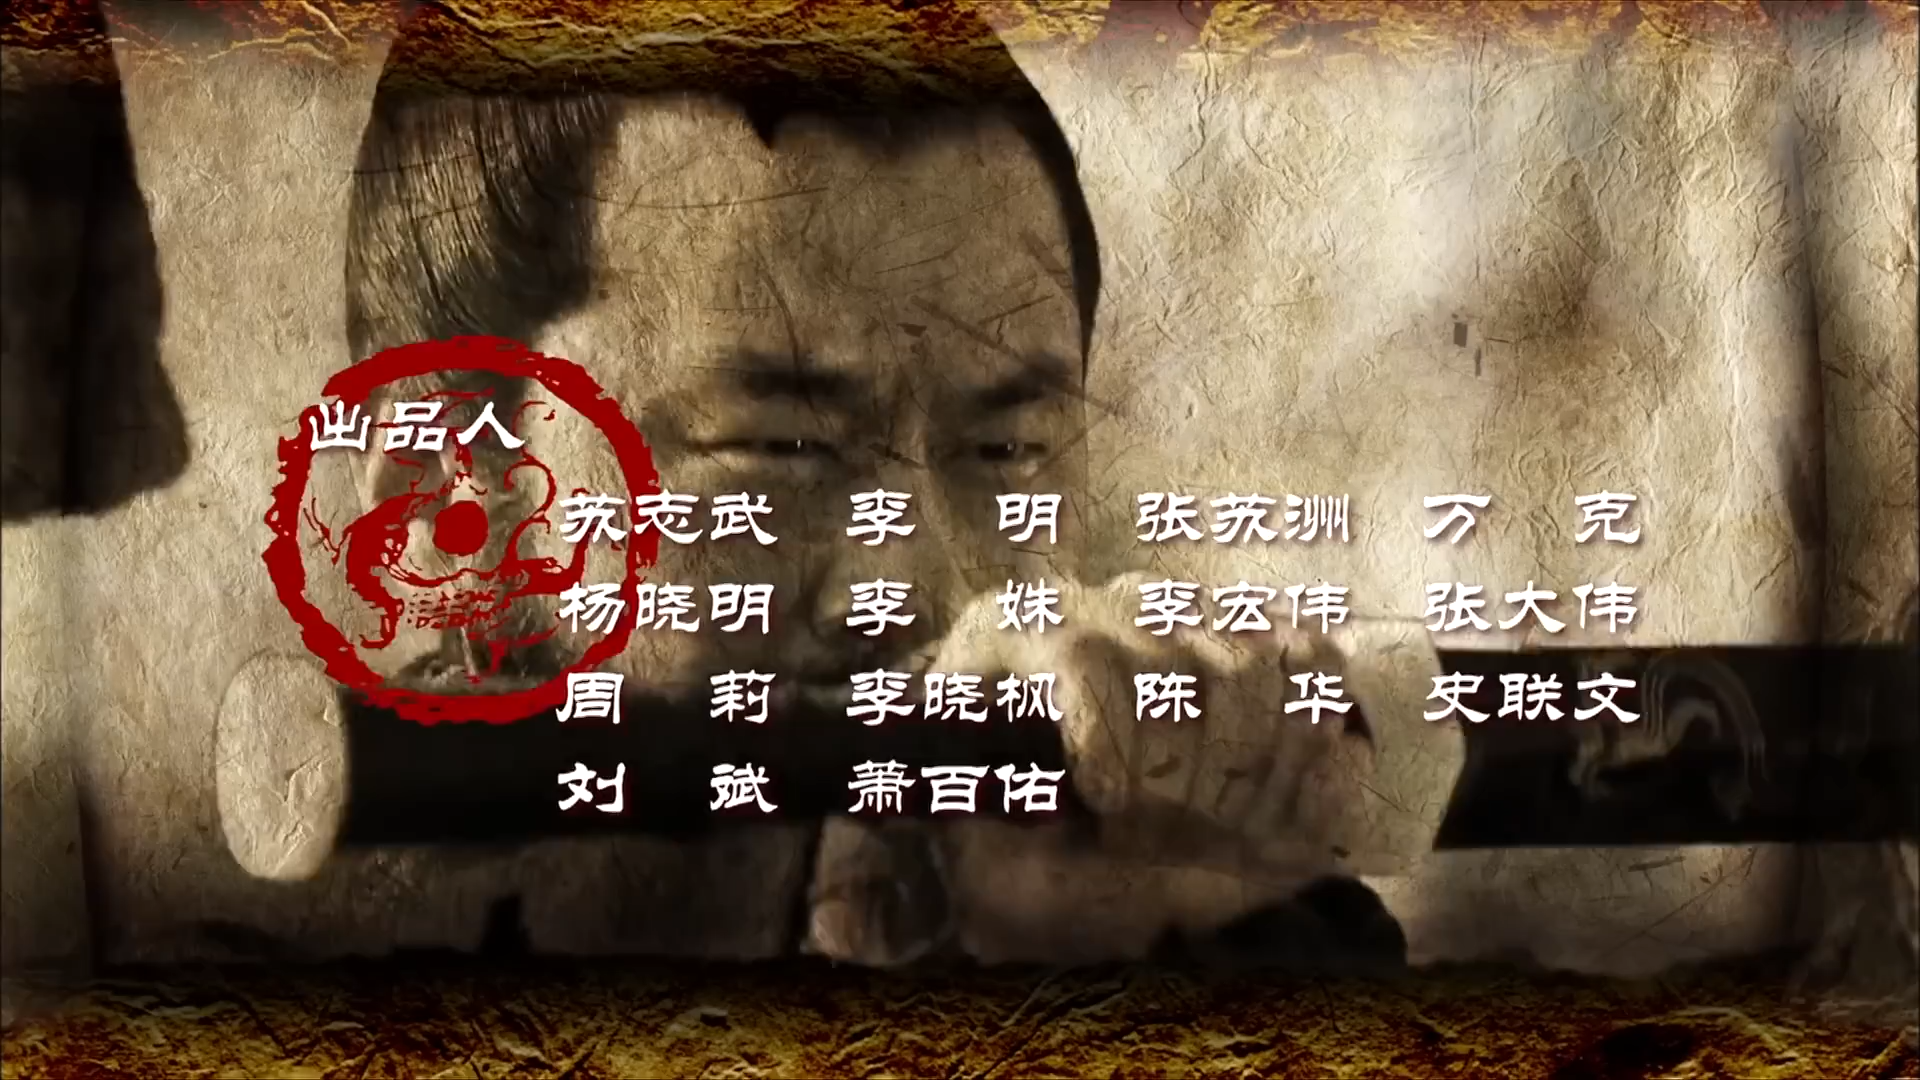 出品人
苏志武 李 明 张苏洲 万 克
杨晓明 李 姝 李宏伟 张大伟
周 莉 李晓枫 陈 华 史联文
刘 斌 萧百佑